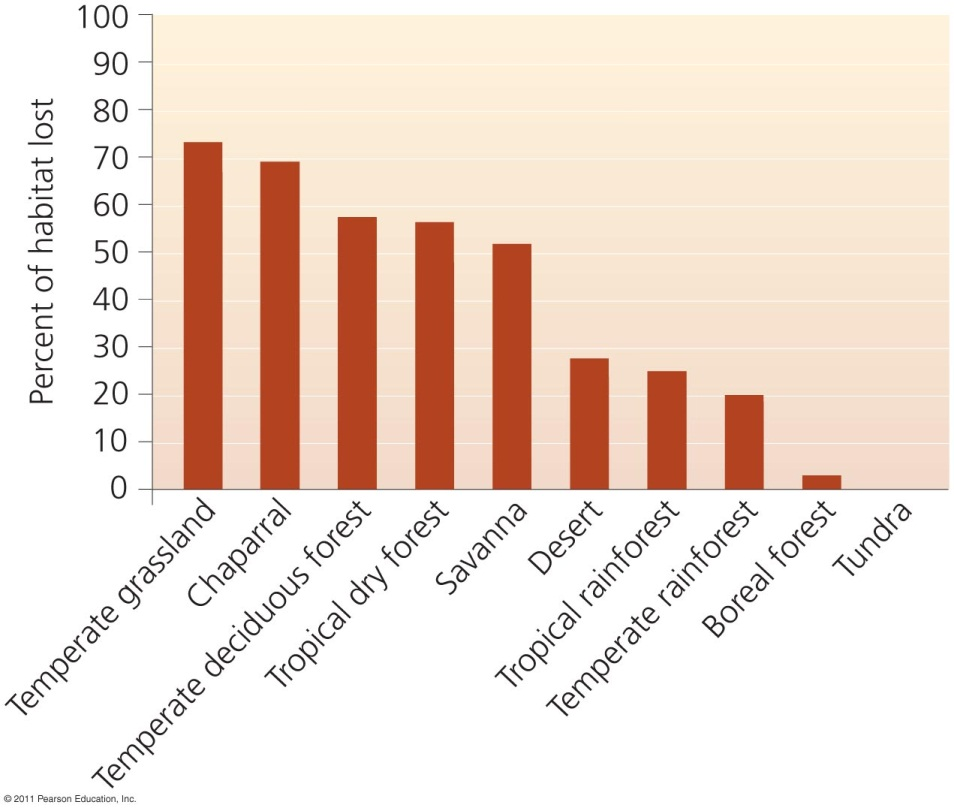 Percent of habitat lost
100
90
80
70
60
50
40
30
20
10
0
Temperate grassland
Chaparral
Temperate deciduous forest
Tropical dry forest
Savanna
Desert
Tropical rainforest
Temperate rainforest
Boreal forest
Tundra
© 2011 Pearson Education, Inc.